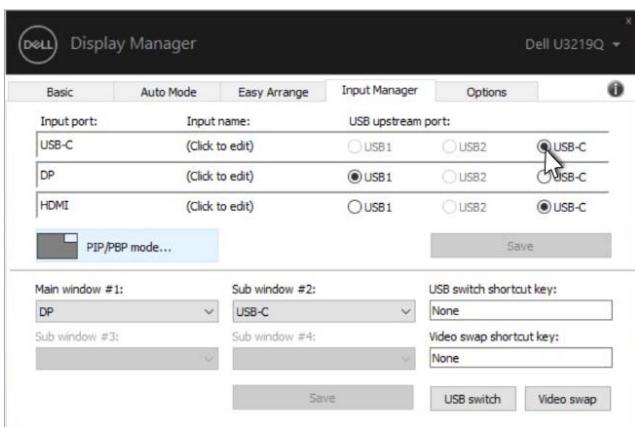 x
DELL Display Manager Dell U3219Q
Basic Auto Mode Easy Arrange Input Manager Options i
Input port: Input name: USB upstream port:
USB-C (Click to edit) USB1 USB2 USB-C
DP (Click to edit) USB1 USB2 USB-C
HDMI (Click to edit) USB1 USB2 USB-C
PIP/PBP mode... Save
Main window #1: Sub window #2: USB switch shortcut key:
DP USB-C None
Sub window #3: Sub window #4: Video swap shortcut key:
None
Save USB switch Video swap